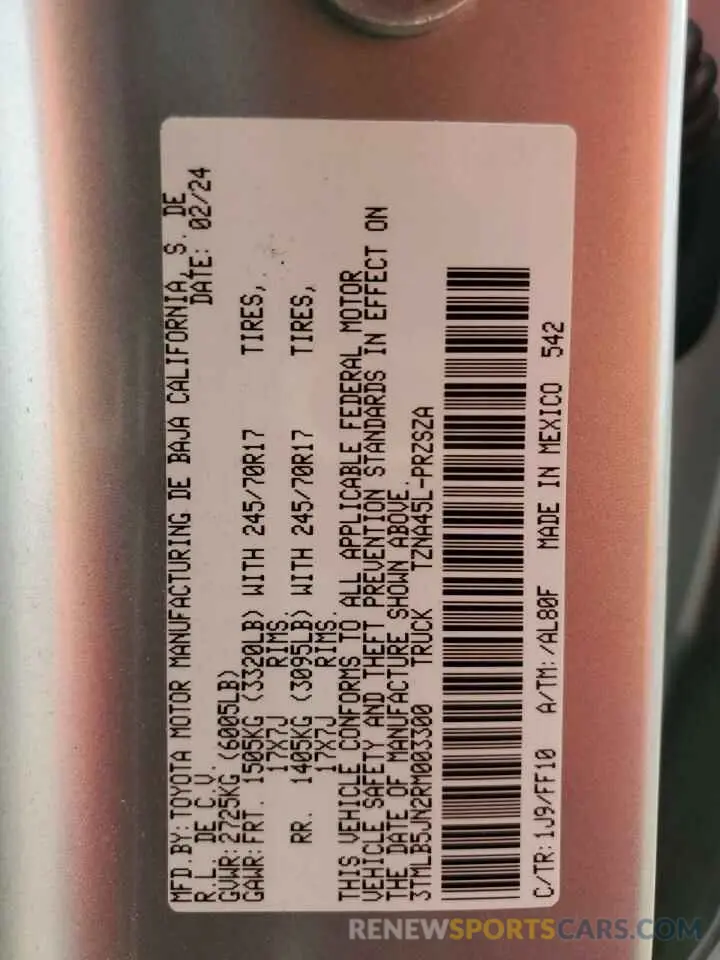 MFD.BY:TOYOTA MOTOR MANUFACTURING DE BAJA CALIFORNIA, S. DE
R.L. DE C.V. DATE: 02/24
GVWR:2725KG (6005LB)
GAWR:FRT. 1505KG (3320LB) WITH 245/70R17 TIRES,
17X7J RIMS,
RR. 1405KG (3095LB) WITH 245/70R17 TIRES,
17X7J RIMS.
THIS VEHICLE CONFORMS TO ALL APPLICABLE FEDERAL MOTOR
VEHICLE SAFETY AND THEFT PREVENTION STANDARDS IN EFFECT ON
THE DATE OF MANUFACTURE SHOWN ABOVE.
3TMLB5JN2RM003300 TRUCK TZNA45L-PRZSZA
C/TR:1J9/FF10 A/TM:/AL80F MADE IN MEXICO 542
RENEWSPORTSCARS.COM